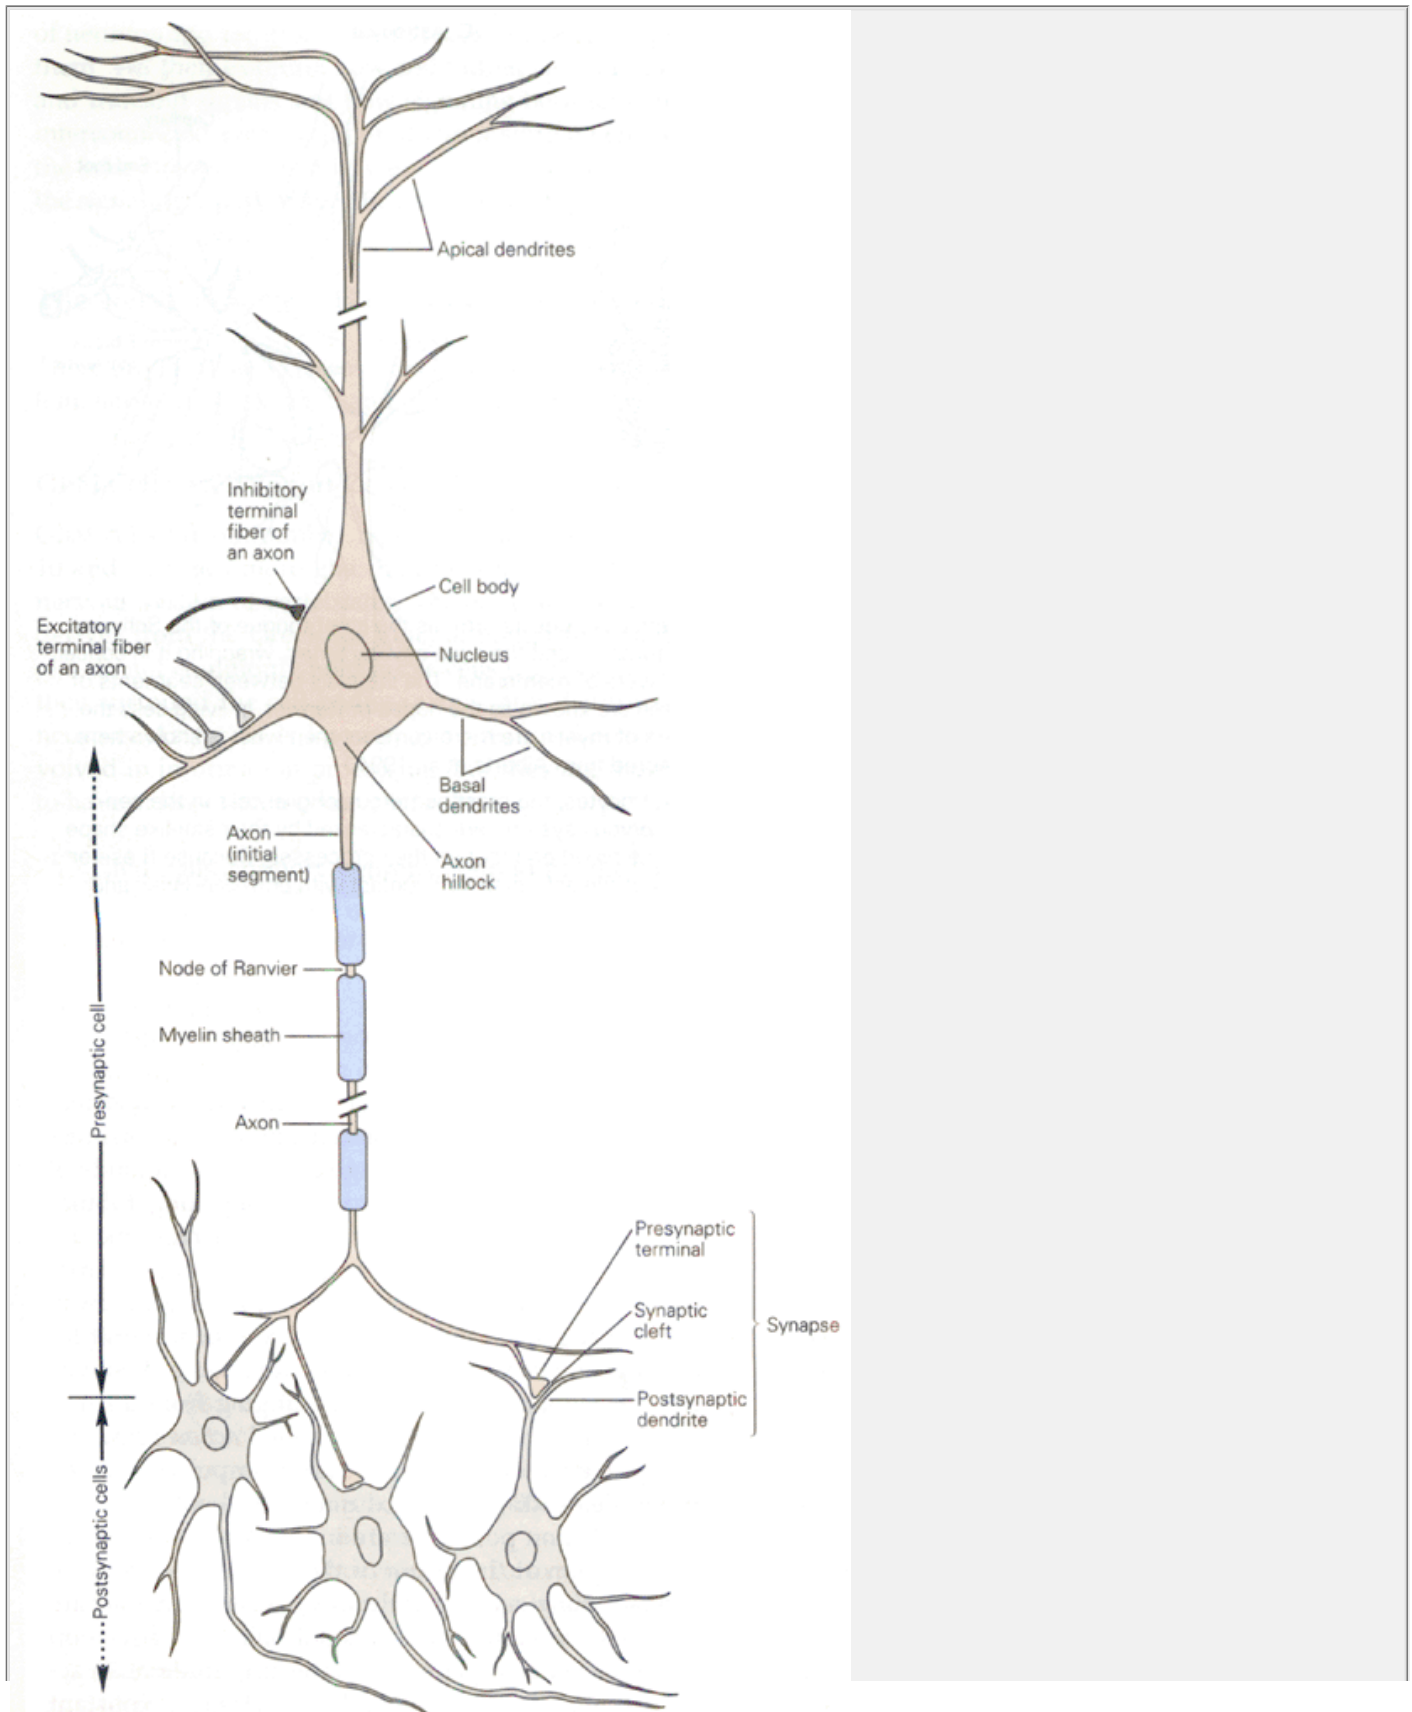 Apical dendrites
Inhibitory
terminal
fiber of
an axon
Cell body
Excitatory
terminal fiber
of an axon
Nucleus
Basal
dendrites
Axon
(initial
segment)
Axon
hillock
Node of Ranvier
Myelin sheath
Presynaptic cell
Axon
Presynaptic
terminal
Synaptic
cleft
Synapse
Postsynaptic
dendrite
Postsynaptic cells